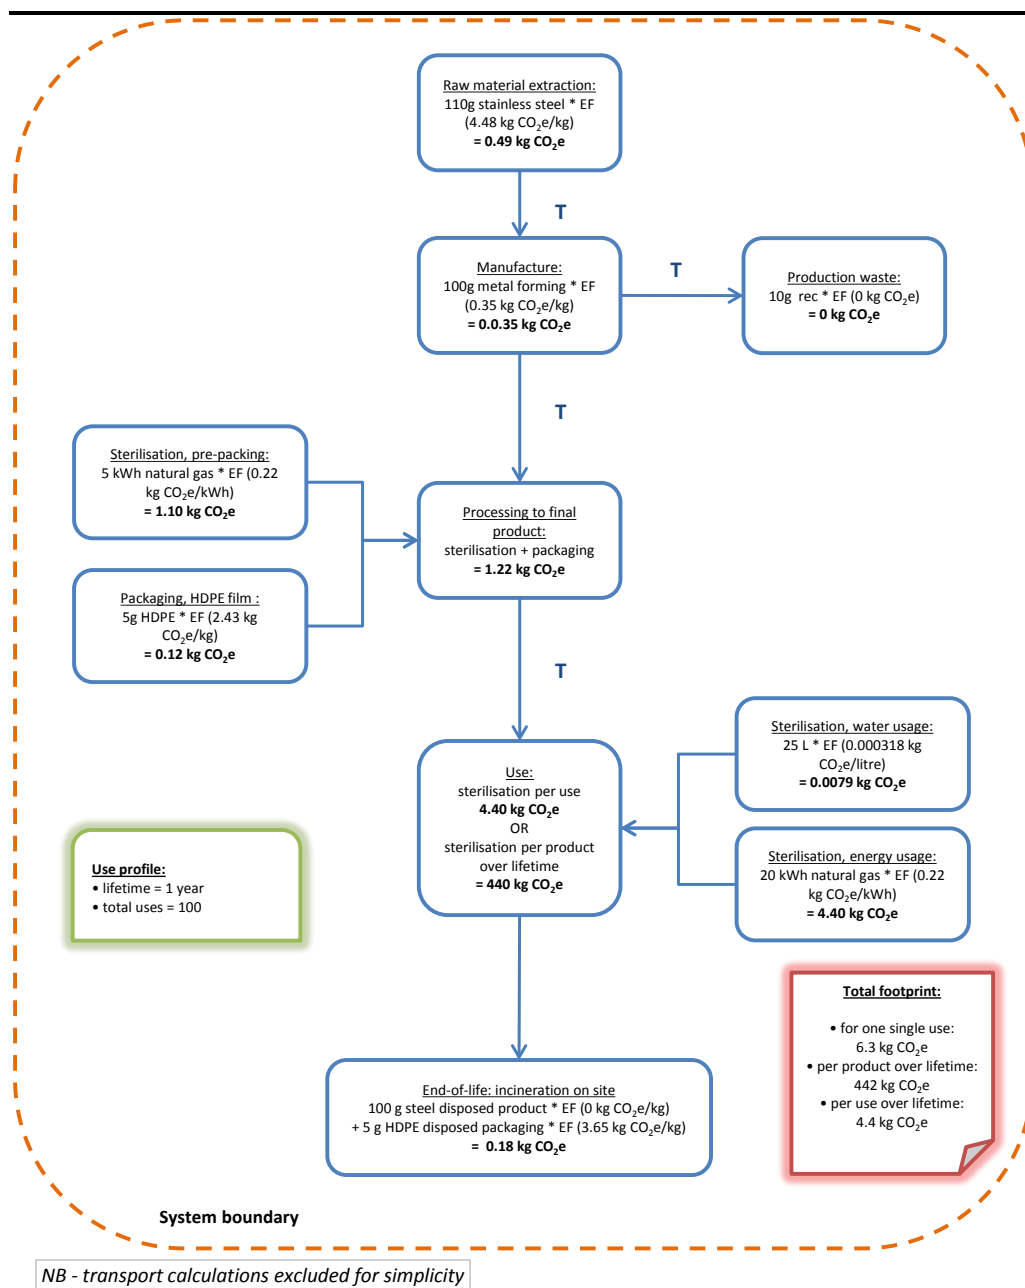 Raw material extraction:
110g stainless steel * EF
(4.48 kg CO₂e/kg)
= 0.49 kg CO₂e
T
Manufacture:
100g metal forming * EF
(0.35 kg CO₂e/kg)
= 0.0.35 kg CO₂e
T
Production waste:
10g  rec * EF (0 kg CO₂e)
= 0 kg CO₂e
T
Sterilisation, pre-packing:
5 kWh natural gas * EF (0.22
kg CO₂e/kWh)
= 1.10 kg CO₂e
Packaging, HDPE film :
5g HDPE * EF (2.43 kg
CO₂e/kg)
= 0.12 kg CO₂e
Processing to final
product:
sterilisation + packaging
= 1.22 kg CO₂e
T
Use:
sterilisation per use
4.40 kg CO₂e
OR
sterilisation per product
over lifetime
= 440 kg CO₂e
Sterilisation, water usage:
25 L * EF (0.000318 kg
CO₂e/litre)
= 0.0079 kg CO₂e
Sterilisation, energy usage:
20 kWh natural gas * EF (0.22
kg CO₂e/kWh)
= 4.40 kg CO₂e
Use profile:
• lifetime = 1 year
• total uses = 100
Total footprint:
• for one single use:
6.3 kg CO₂e
• per product over lifetime:
442 kg CO₂e
• per use over lifetime:
4.4 kg CO₂e
End-of-life: incineration on site
100 g steel disposed product * EF (0 kg CO₂e/kg)
+ 5 g HDPE disposed packaging * EF (3.65 kg CO₂e/kg)
= 0.18 kg CO₂e
System boundary
NB - transport calculations excluded for simplicity